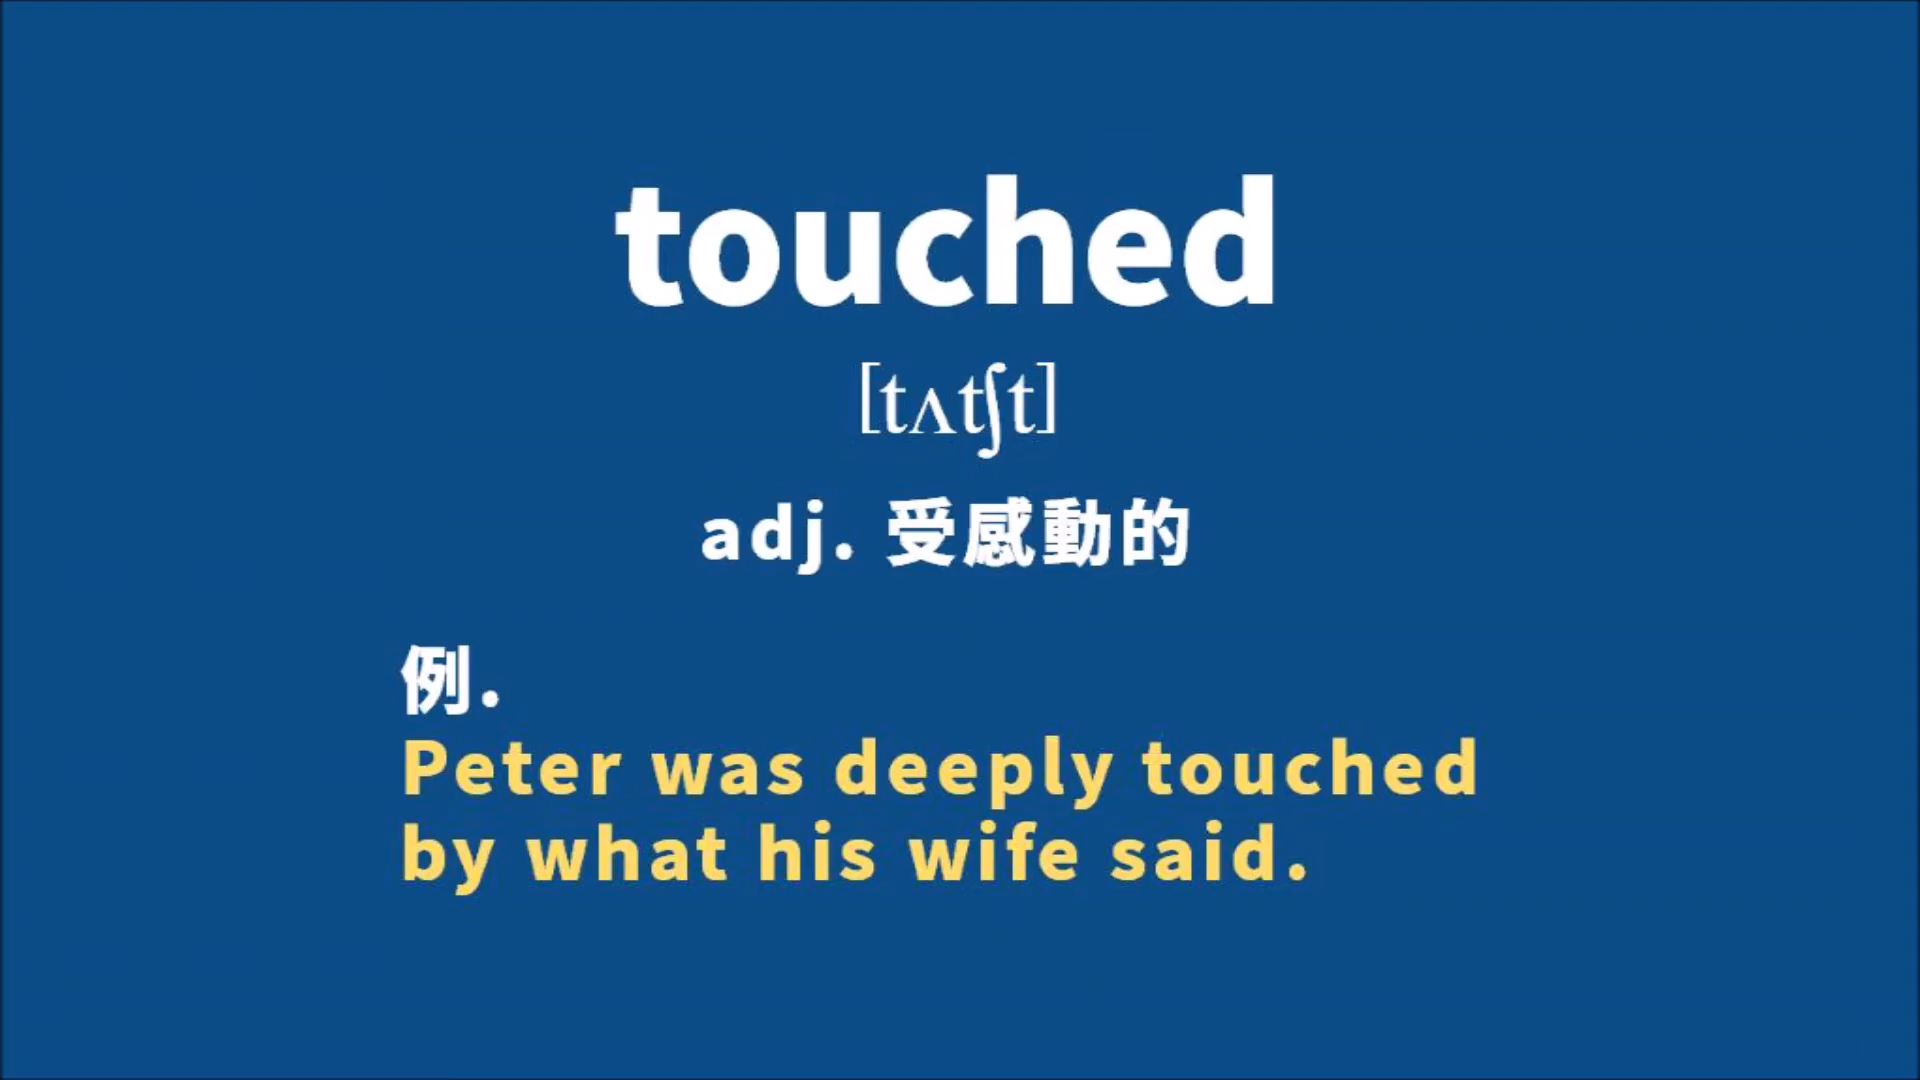 touched
[tʌtʃt]
adj. 受感動的
例.
Peter was deeply touched
by what his wife said.